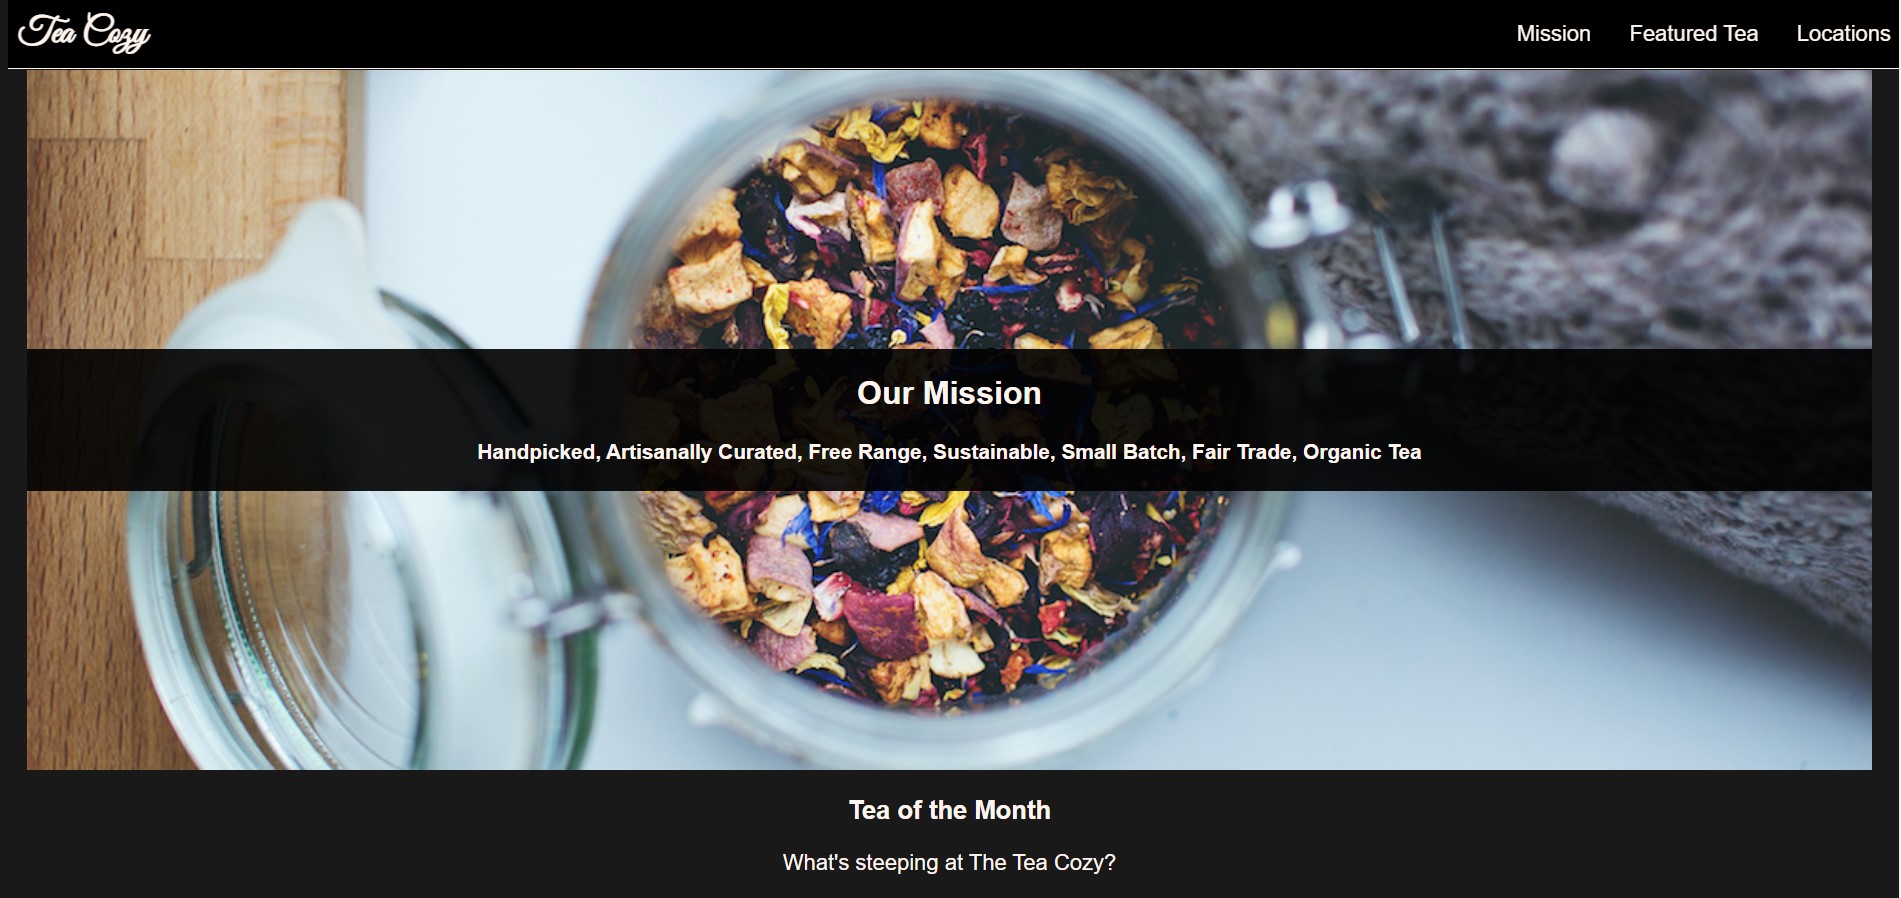 Tea Cozy
Mission Featured Tea Locations
Our Mission
Handpicked, Artisanally Curated, Free Range, Sustainable, Small Batch, Fair Trade, Organic Tea
Tea of the Month
What's steeping at The Tea Cozy?